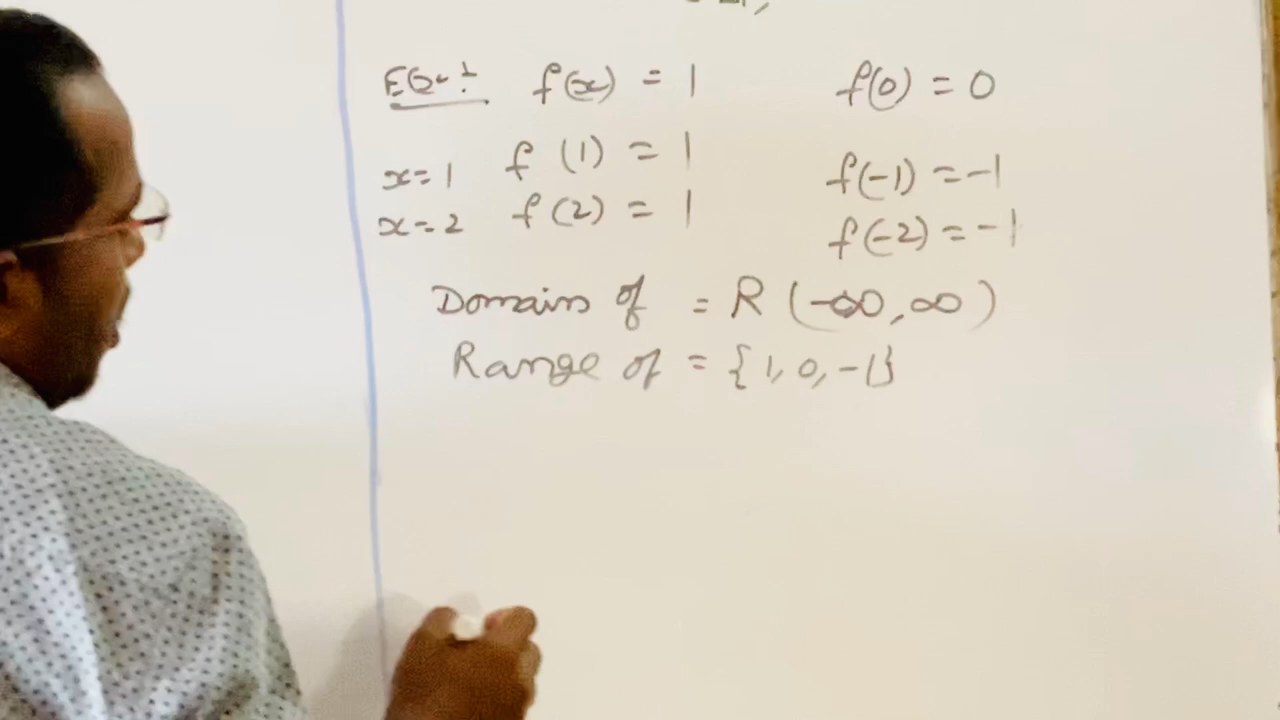 f(x) = 1 f(0) = 0
x=1 f (1) = 1 f(-1) = -1
x=2 f (2) = 1 f(-2) = -1
Domain of = R (-∞, ∞)
Range of = {1, 0, -1}